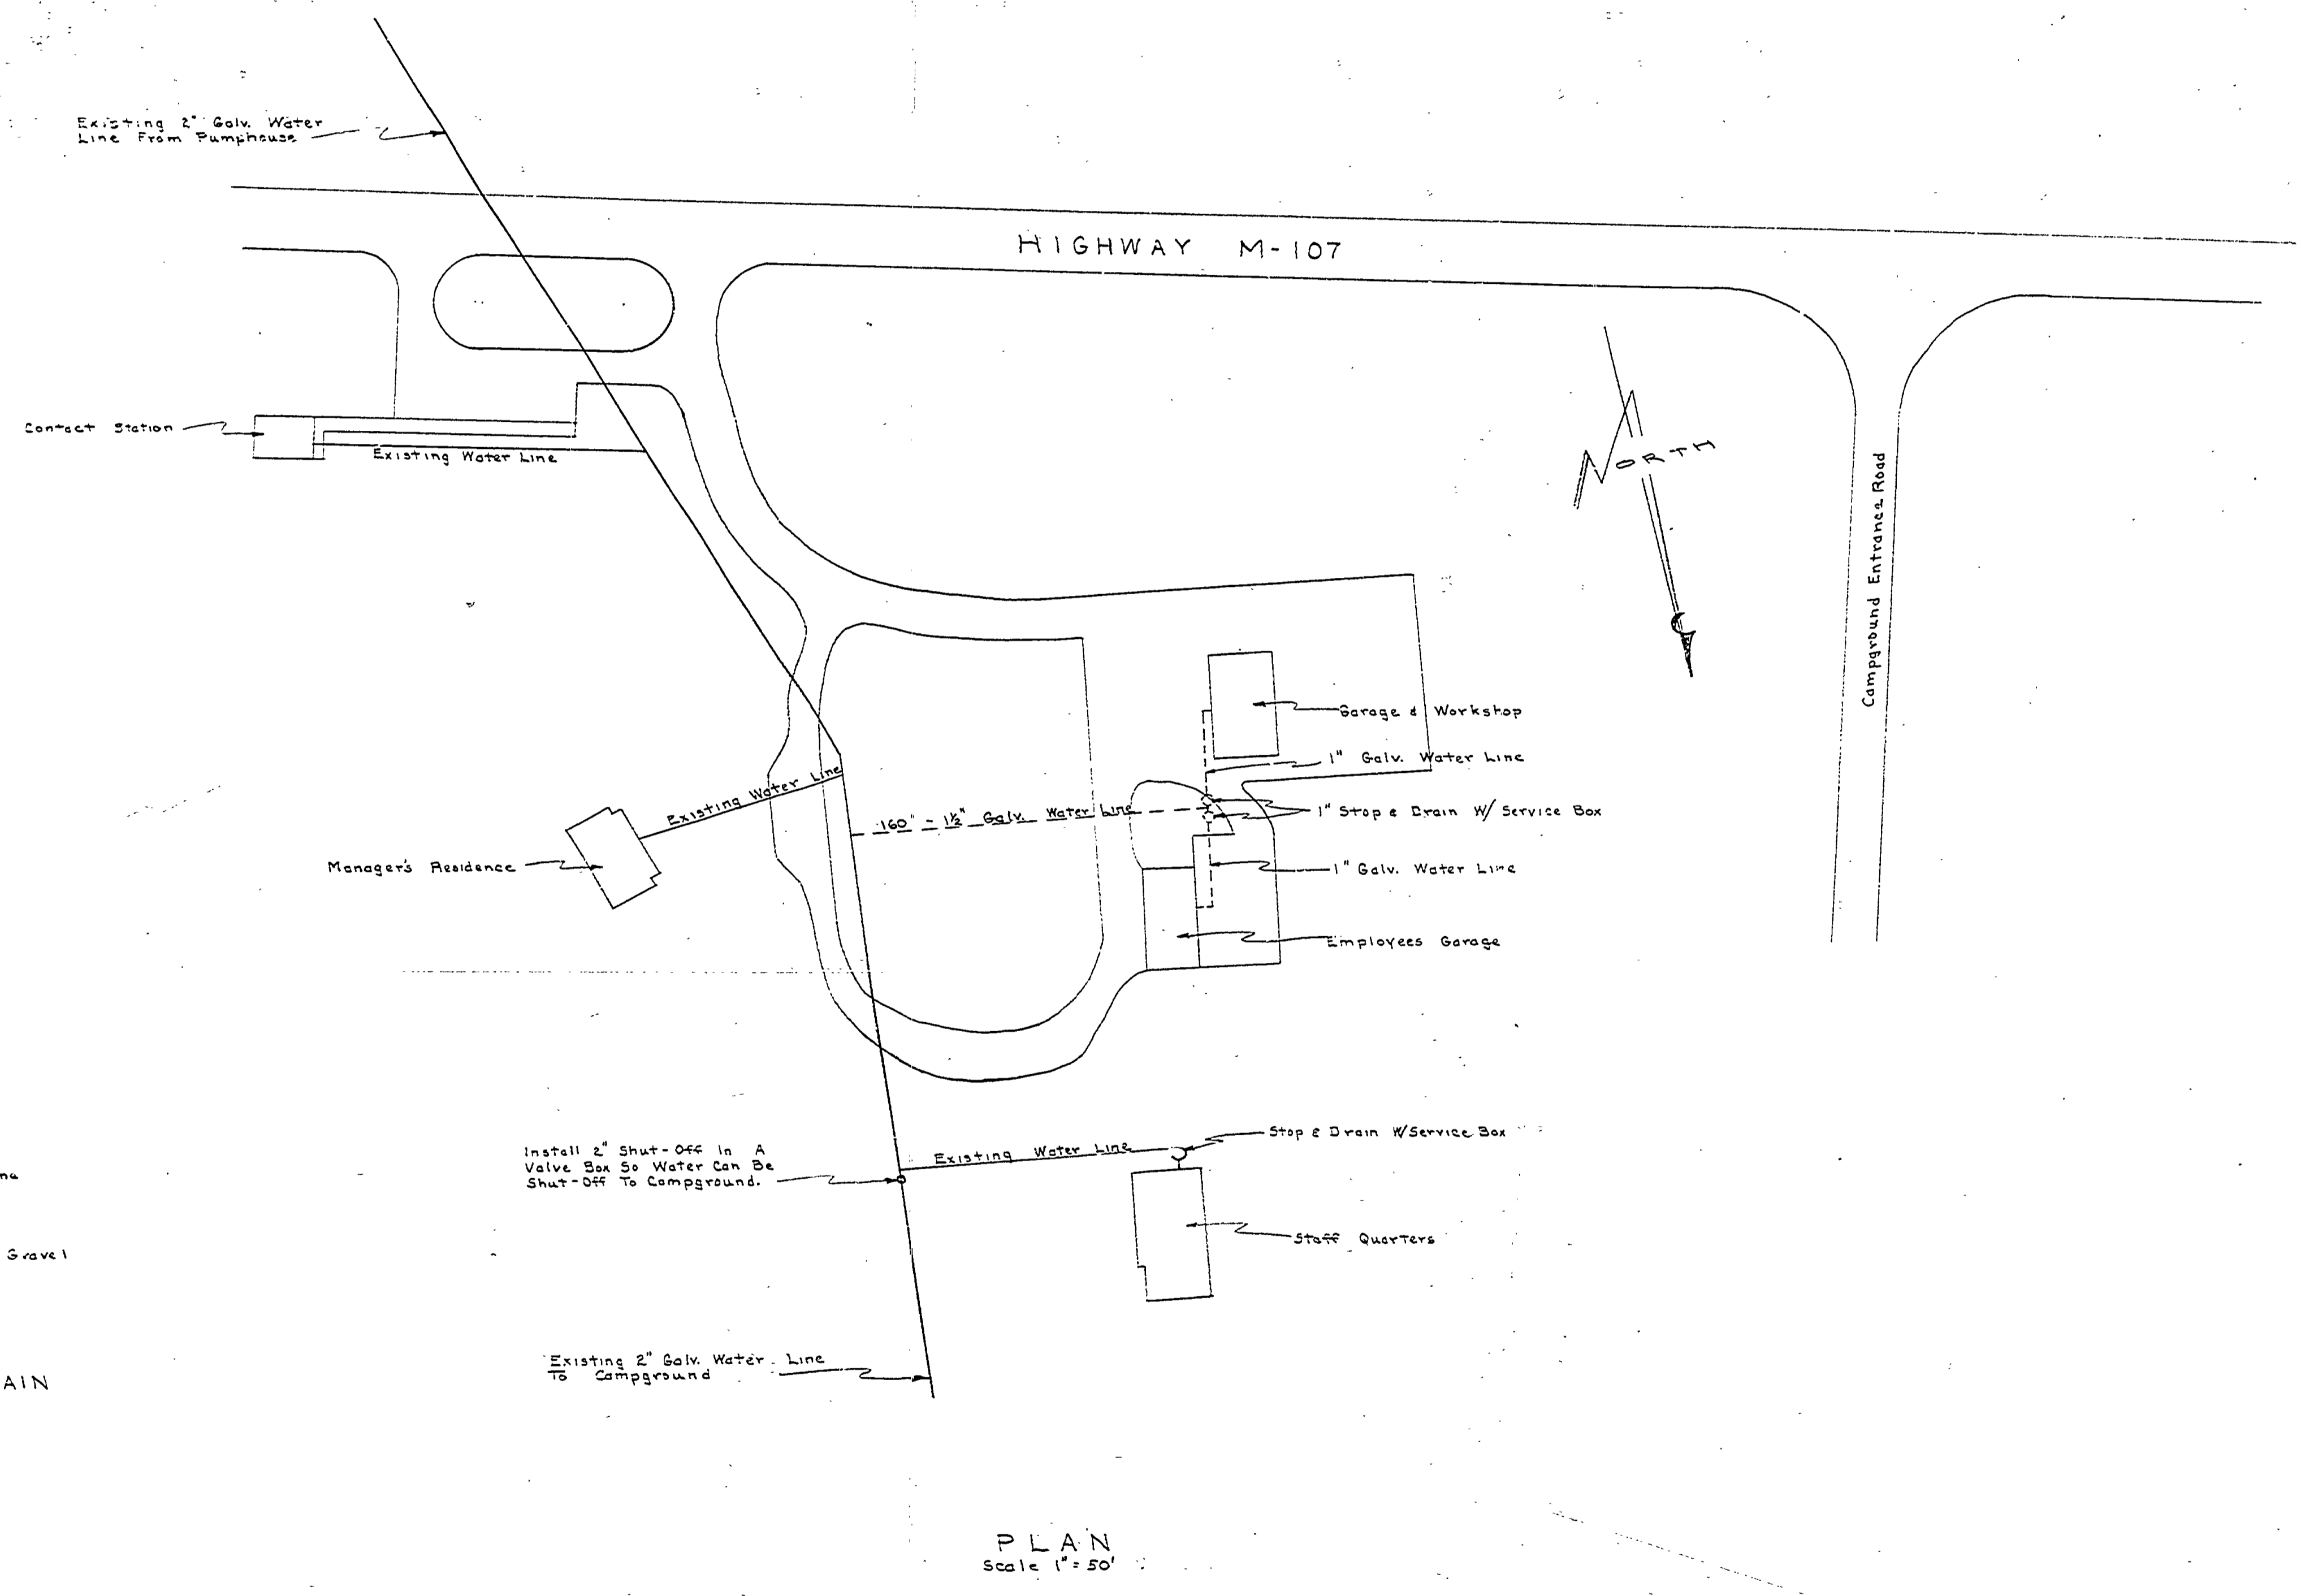 Existing 2" Galv. Water
Line From Pumphouse
HIGHWAY M-107
Contact Station
Existing Water Line
NORTH
Campground Entrance Road
Garage & Workshop
1" Galv. Water Line
Existing Water Line
160' - 1½" Galv. Water Line
1" Stop & Drain W/ Service Box
Manager's Residence
1" Galv. Water Line
Employees Garage
Install 2" Shut-Off In A
Valve Box So Water Can Be
Shut-Off To Campground.
Existing Water Line
Stop & Drain W/Service Box
Gravel
Staff Quarters
Existing 2" Galv. Water Line
To Campground
AIN
PLAN
Scale 1" = 50'